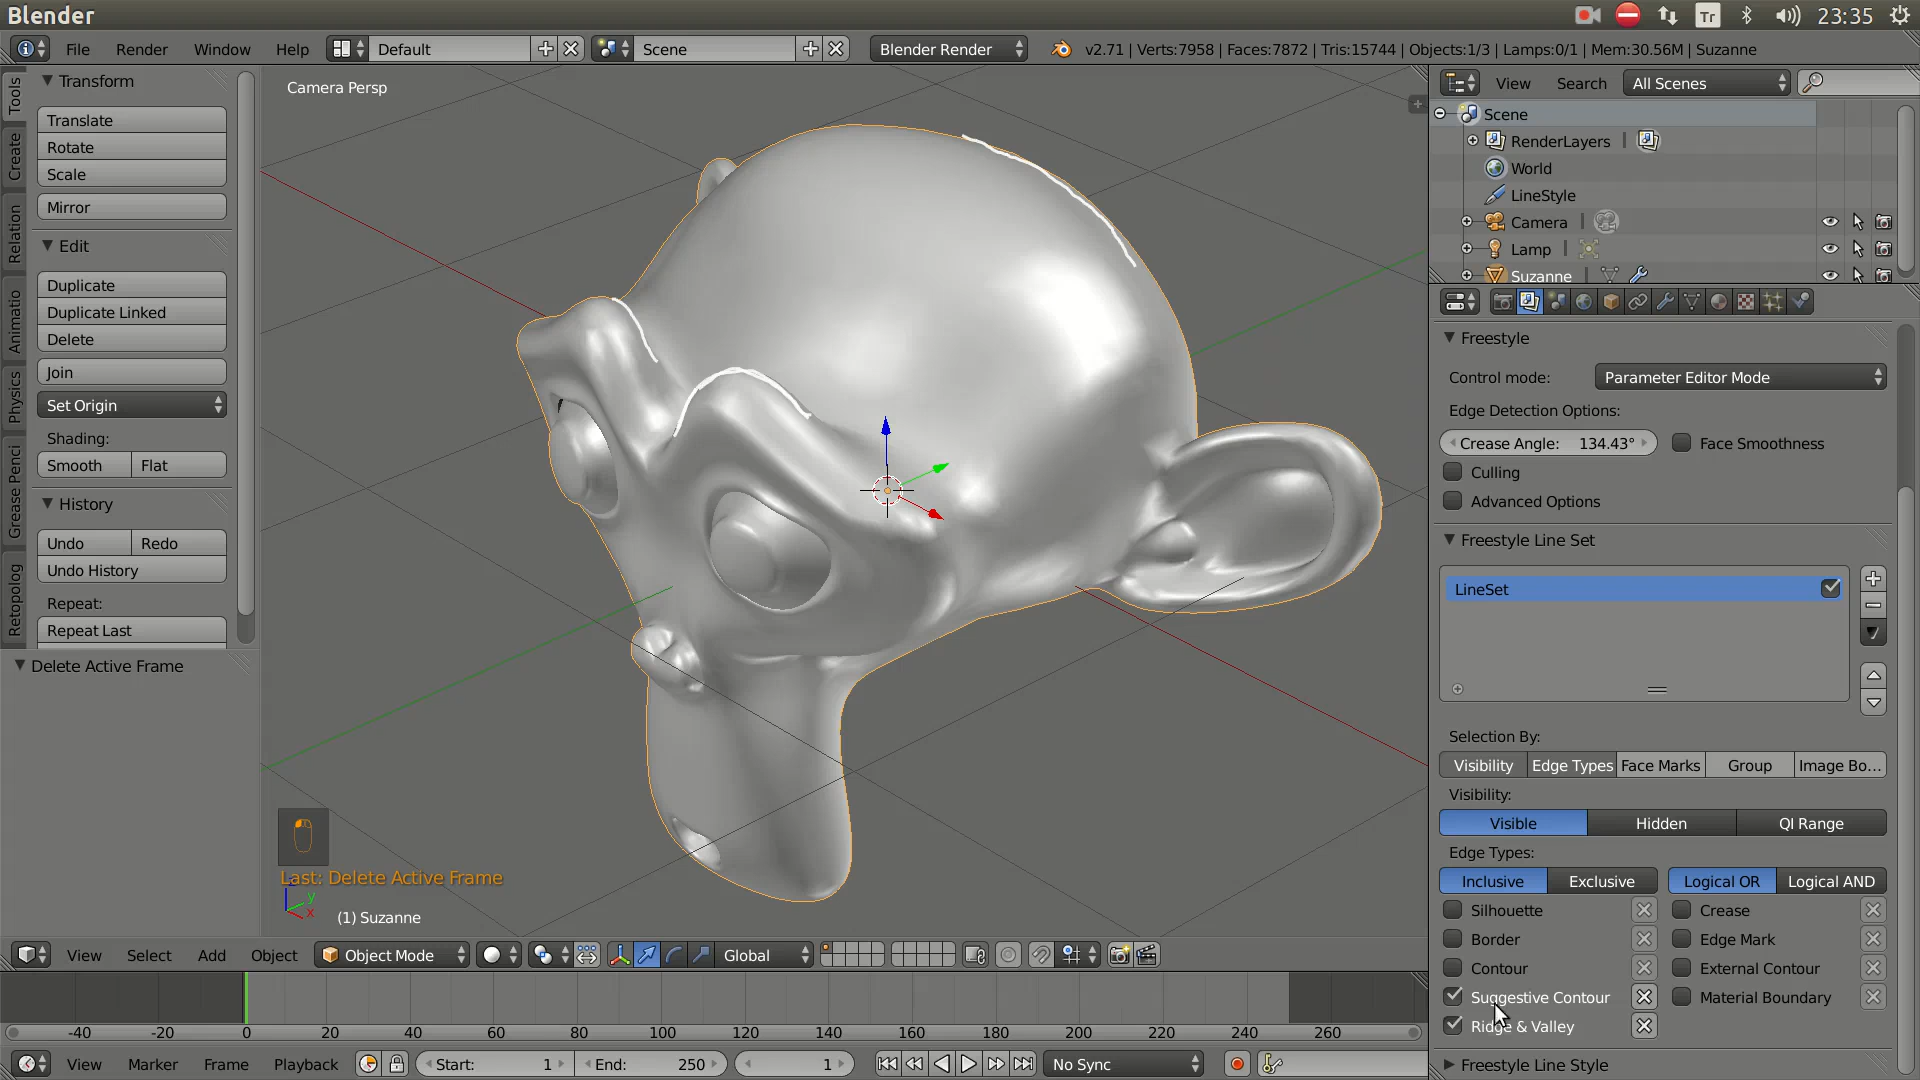 Blender
Tr
23:35
File Render Window Help
Default
Scene
Blender Render
v2.71 | Verts:7958 | Faces:7872 | Tris:15744 | Objects:1/3 | Lamps:0/1 | Mem:30.56M | Suzanne
Tools
Create
Relation
Animatio
Physics
Grease Penci
Retopolog
Transform
Translate
Rotate
Scale
Mirror
Edit
Duplicate
Duplicate Linked
Delete
Join
Set Origin
Shading:
Smooth Flat
History
Undo Redo
Undo History
Repeat:
Repeat Last
Delete Active Frame
Camera Persp
Last: Delete Active Frame
y
x
(1) Suzanne
View Search All Scenes
Scene
RenderLayers |
World
LineStyle
Camera |
Lamp |
Suzanne |
Freestyle
Control mode: Parameter Editor Mode
Edge Detection Options:
Crease Angle: 134.43° Face Smoothness
Culling
Advanced Options
Freestyle Line Set
LineSet
Selection By:
Visibility Edge Types Face Marks Group Image Bo...
Visibility:
Visible Hidden QI Range
Edge Types:
Inclusive Exclusive Logical OR Logical AND
Silhouette Crease
Border Edge Mark
Contour External Contour
Suggestive Contour Material Boundary
Ridge & Valley
Freestyle Line Style
View Select Add Object Object Mode Global
-40 -20 0 20 40 60 80 100 120 140 160 180 200 220 240 260
View Marker Frame Playback Start: 1 End: 250 1 No Sync